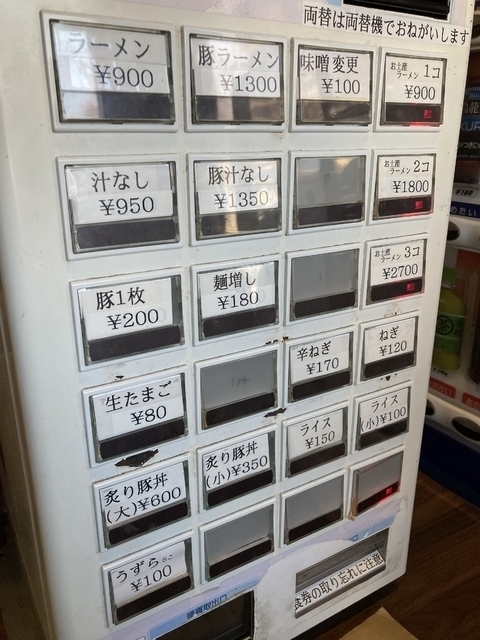 両替は両替機でおねがいします
ラーメン
¥900
豚ラーメン
¥1300
味噌変更
¥100
お土産
ラーメン 1コ
¥900
汁なし
¥950
豚汁なし
¥1350
お土産
ラーメン 2コ
¥1800
豚1枚
¥200
麺増し
¥180
お土産
ラーメン 3コ
¥2700
生たまご
¥80
辛ねぎ
¥170
ねぎ
¥120
炙り豚丼
(大)¥600
炙り豚丼
(小)¥350
ライス
¥150
ライス
(小)¥100
うずら5こ
¥100
硬貨取出口
食券の取り忘れに注意